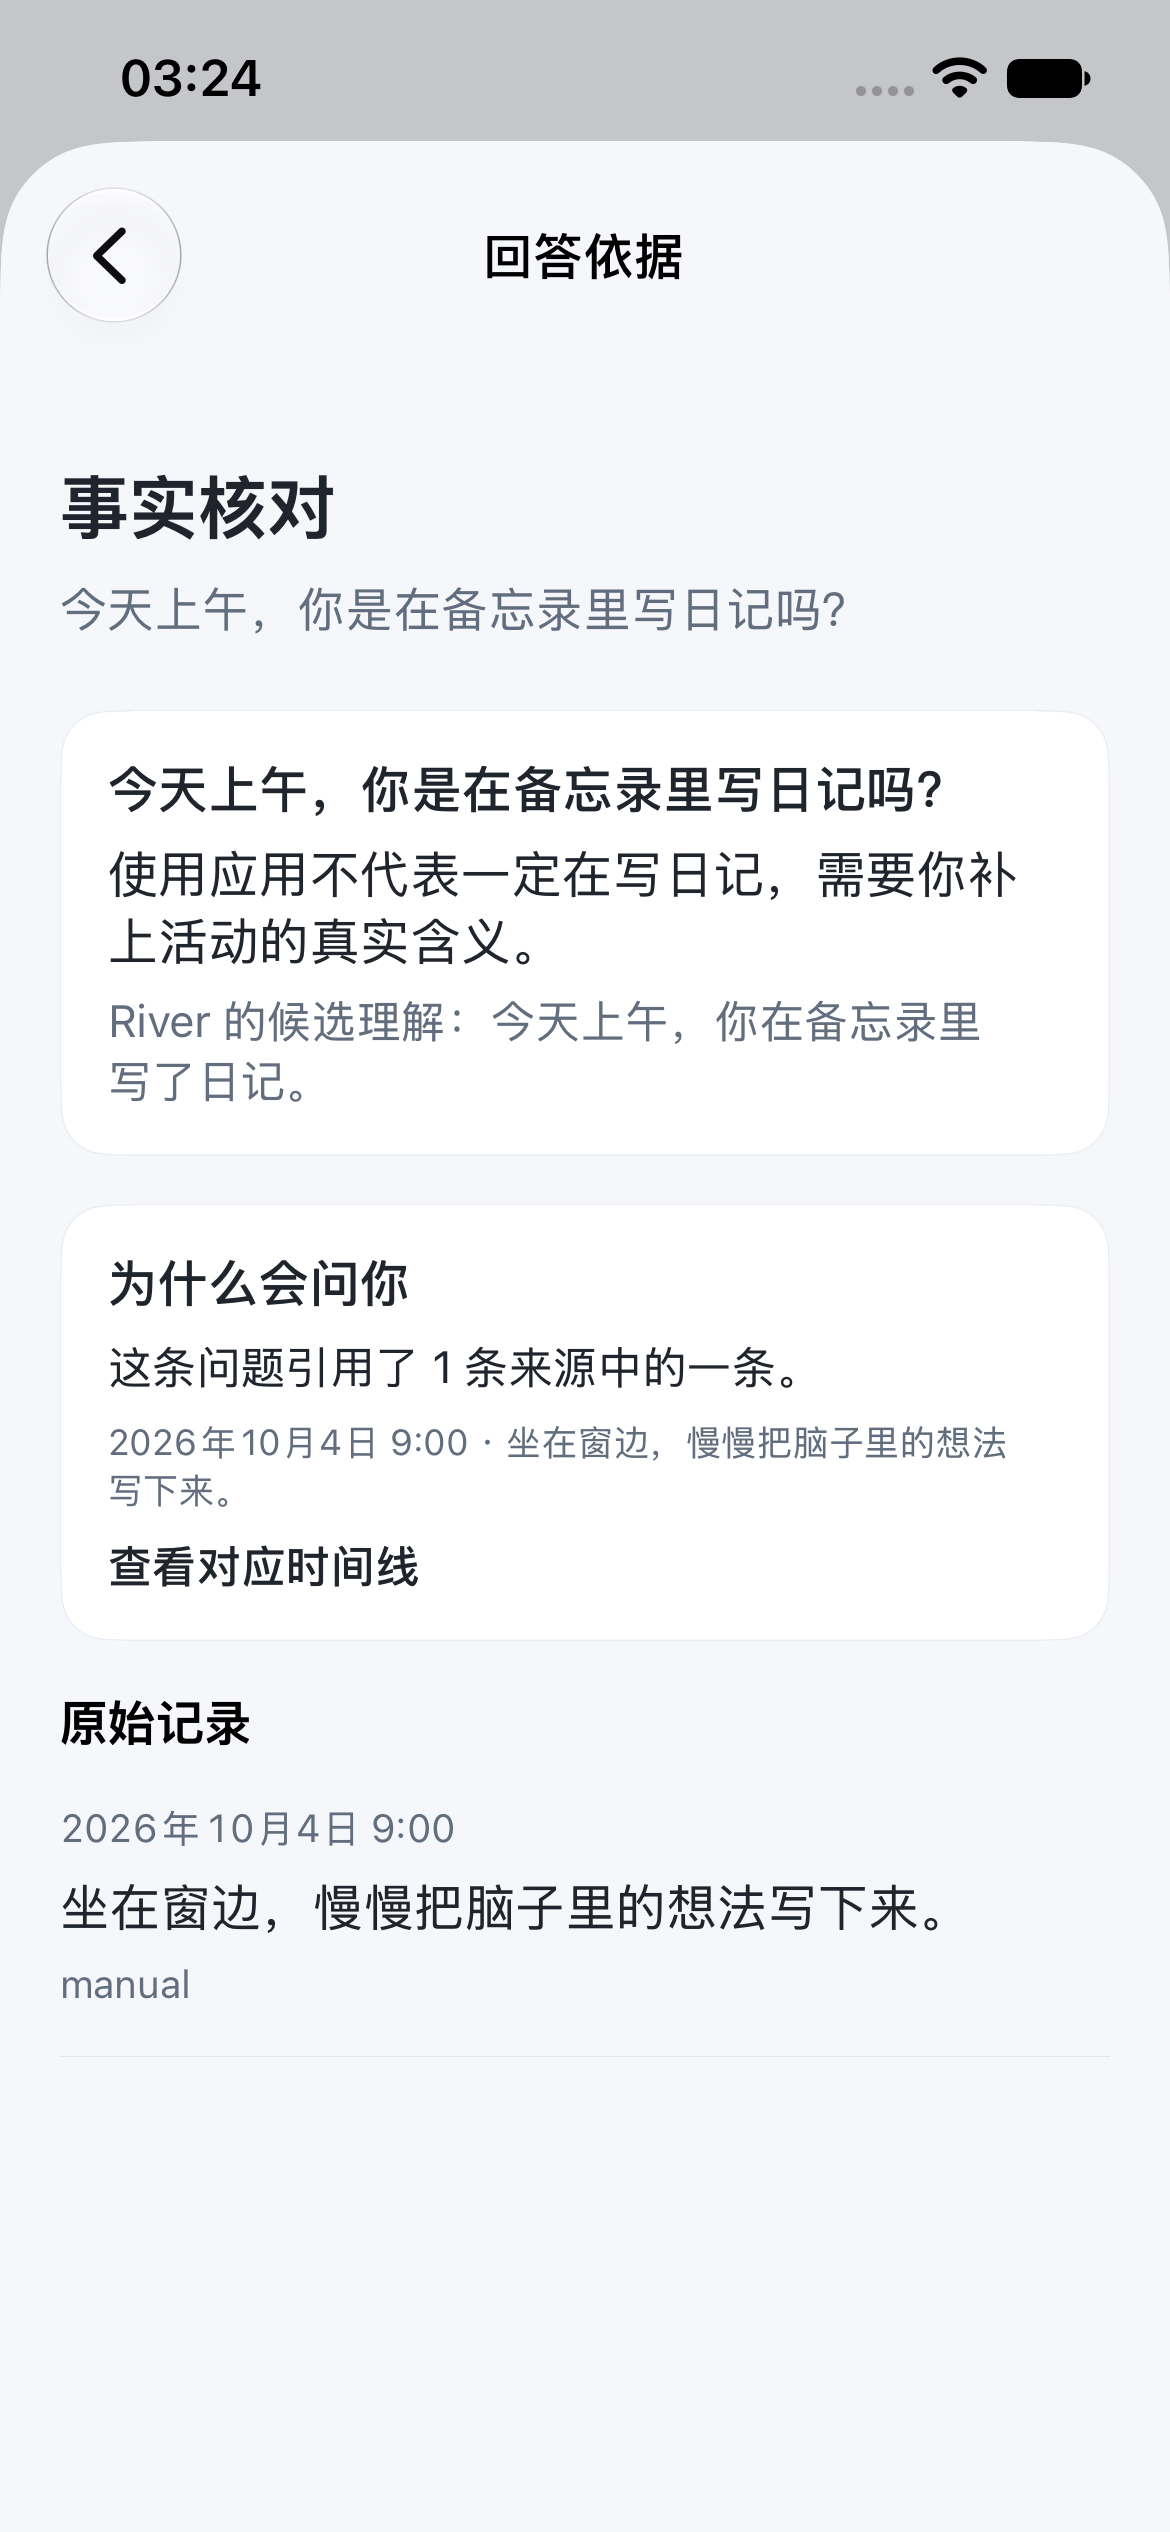 03:24
回答依据
事实核对
今天上午，你是在备忘录里写日记吗?
今天上午，你是在备忘录里写日记吗?
使用应用不代表一定在写日记，需要你补
上活动的真实含义。
River 的候选理解：今天上午，你在备忘录里
写了日记。
为什么会问你
这条问题引用了 1 条来源中的一条。
2026年10月4日 9:00 · 坐在窗边，慢慢把脑子里的想法
写下来。
查看对应时间线
原始记录
2026年10月4日 9:00
坐在窗边，慢慢把脑子里的想法写下来。
manual